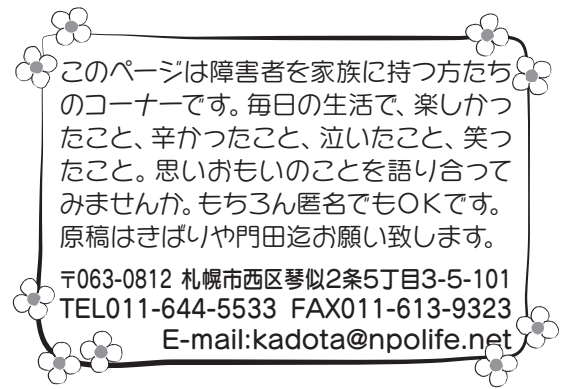 このページは障害者を家族に持つ方たち
のコーナーです。毎日の生活で、楽しかっ
たこと、辛かったこと、泣いたこと、笑っ
たこと。思いおもいのことを語り合って
みませんか。もちろん匿名でもOKです。
原稿はきばりや門田迄お願い致します。
〒063-0812 札幌市西区琴似2条5丁目3-5-101
TEL011-644-5533 FAX011-613-9323
E-mail:kadota@npolife.net